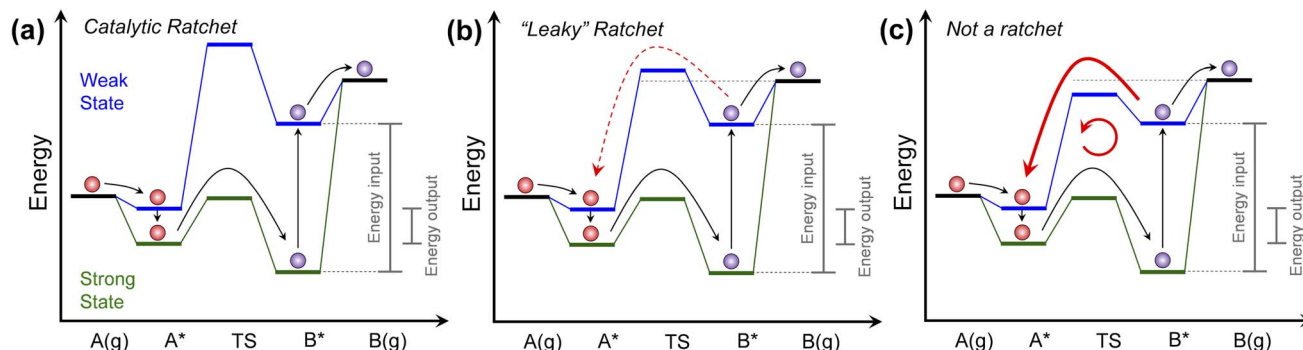 (a)
Catalytic Ratchet
Energy
Weak
State
Strong
State
Energy input
Energy output
A(g) A* TS B* B(g)
(b)
“Leaky” Ratchet
Energy
Energy input
Energy output
A(g) A* TS B* B(g)
(c)
Not a ratchet
Energy
Energy input
Energy output
A(g) A* TS B* B(g)